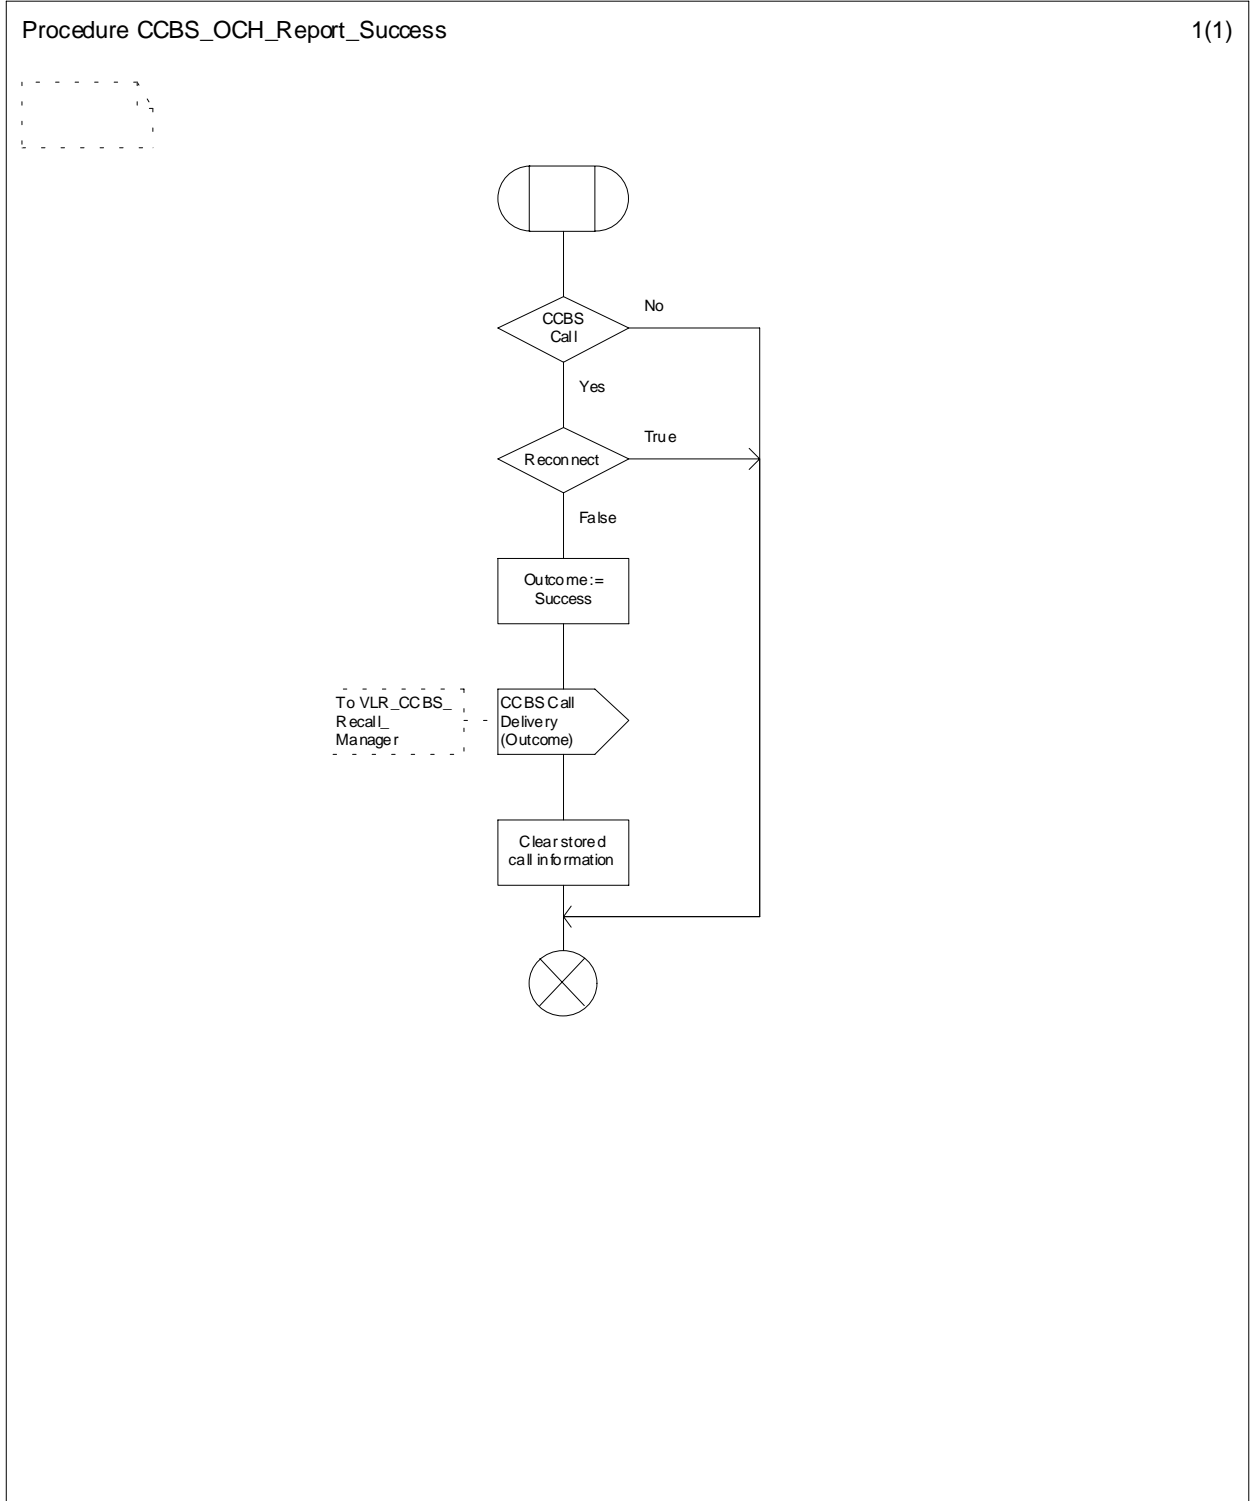 Procedure CCBS_OCH_Report_Success
1(1)
CCBS
Call
No
Yes
Reconnect
True
False
Outcome:=
Success
To VLR_CCBS_
Recall_
Manager
CCBS Call
Delivery
(Outcome)
Clear stored
call information